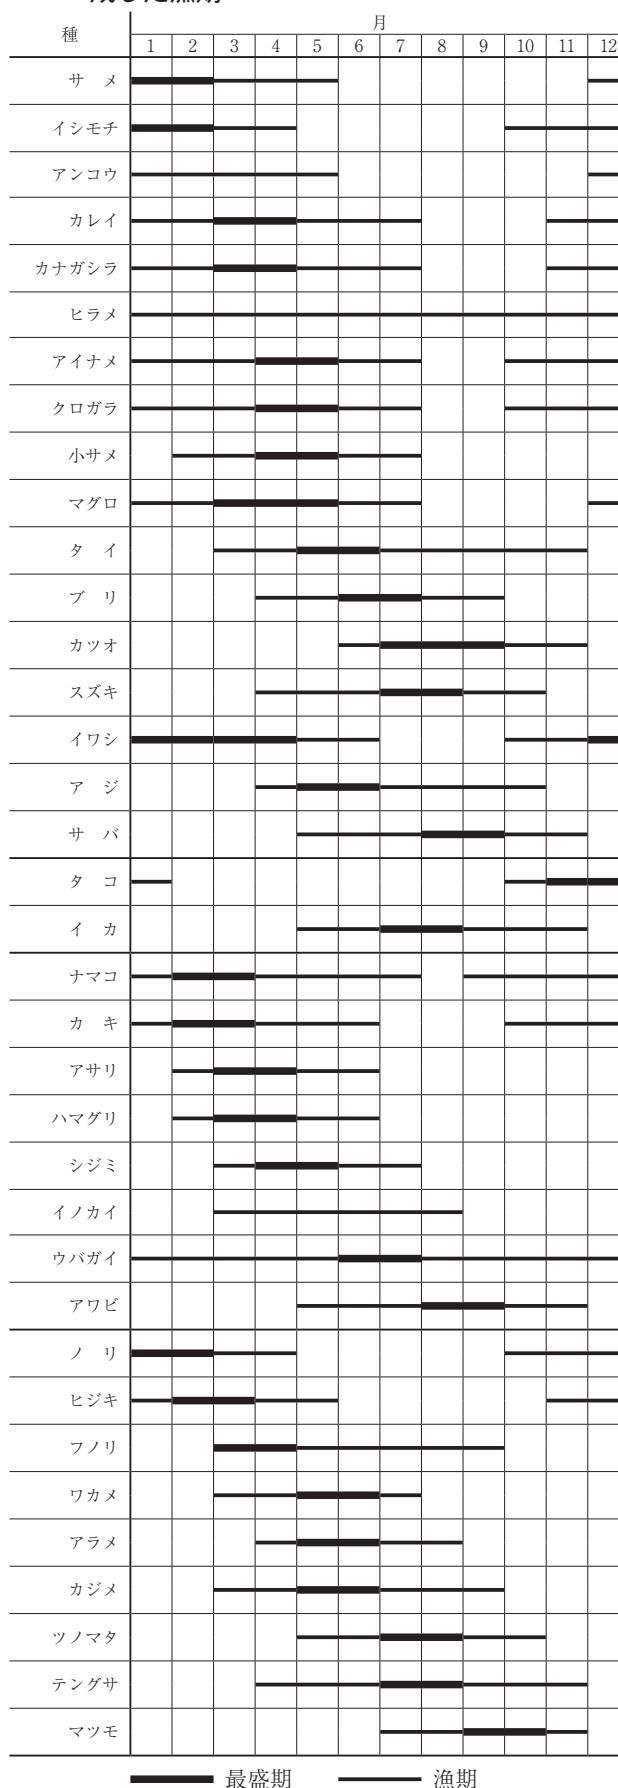 種
月
1 2 3 4 5 6 7 8 9 10 11 12
サメ
イシモチ
アンコウ
カレイ
カナガシラ
ヒラメ
アイナメ
クロガラ
小サメ
マグロ
タイ
ブリ
カツオ
スズキ
イワシ
アジ
サバ
タコ
イカ
ナマコ
カキ
アサリ
ハマグリ
シジミ
イノカイ
ウバガイ
アワビ
ノリ
ヒジキ
フノリ
ワカメ
アラメ
カジメ
ツノマタ
テングサ
マツモ
最盛期 漁期